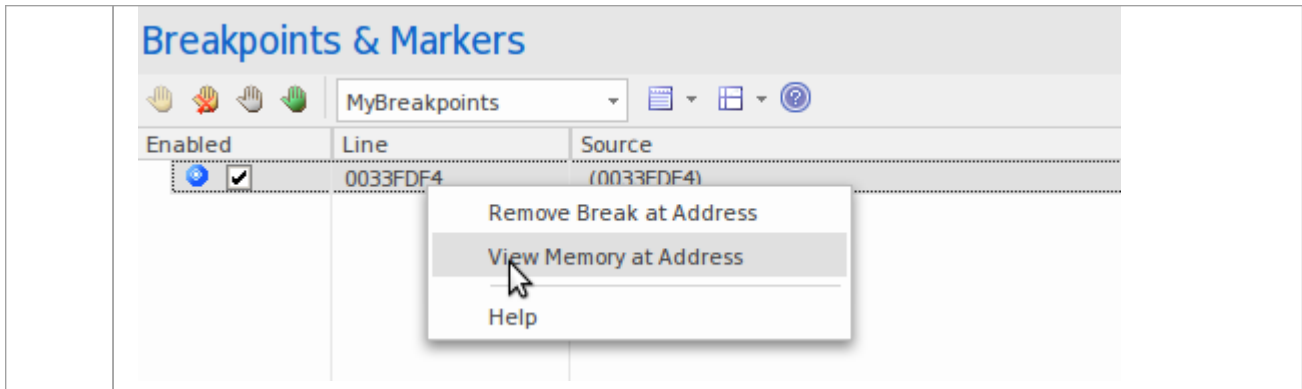 Breakpoints & Markers
MyBreakpoints
Enabled Line Source
0033FDF4 (0033FDF4)
Remove Break at Address
View Memory at Address
Help